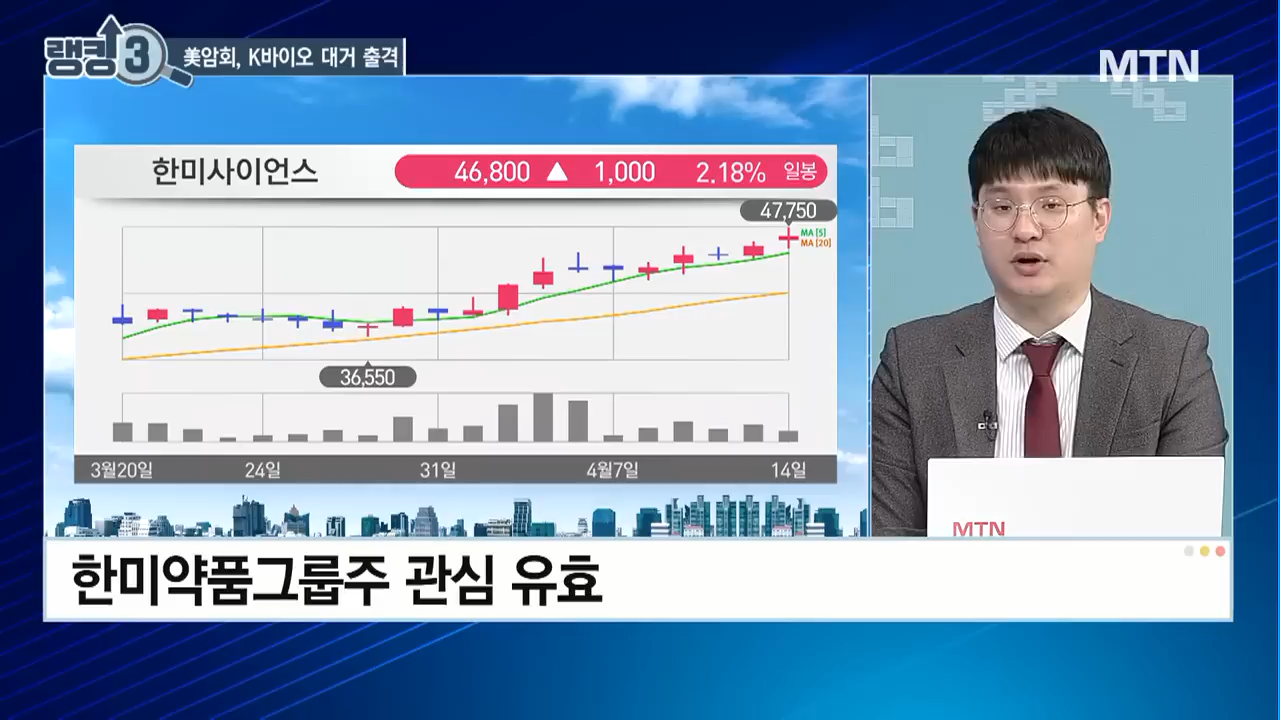 랭킹3
美암회, K바이오 대거 출격
MTN
한미사이언스
46,800 ▲ 1,000 2.18% 일봉
47,750
MA [5]
MA [20]
36,550
3월20일 24일 31일 4월7일 14일
MTN
한미약품그룹주 관심 유효